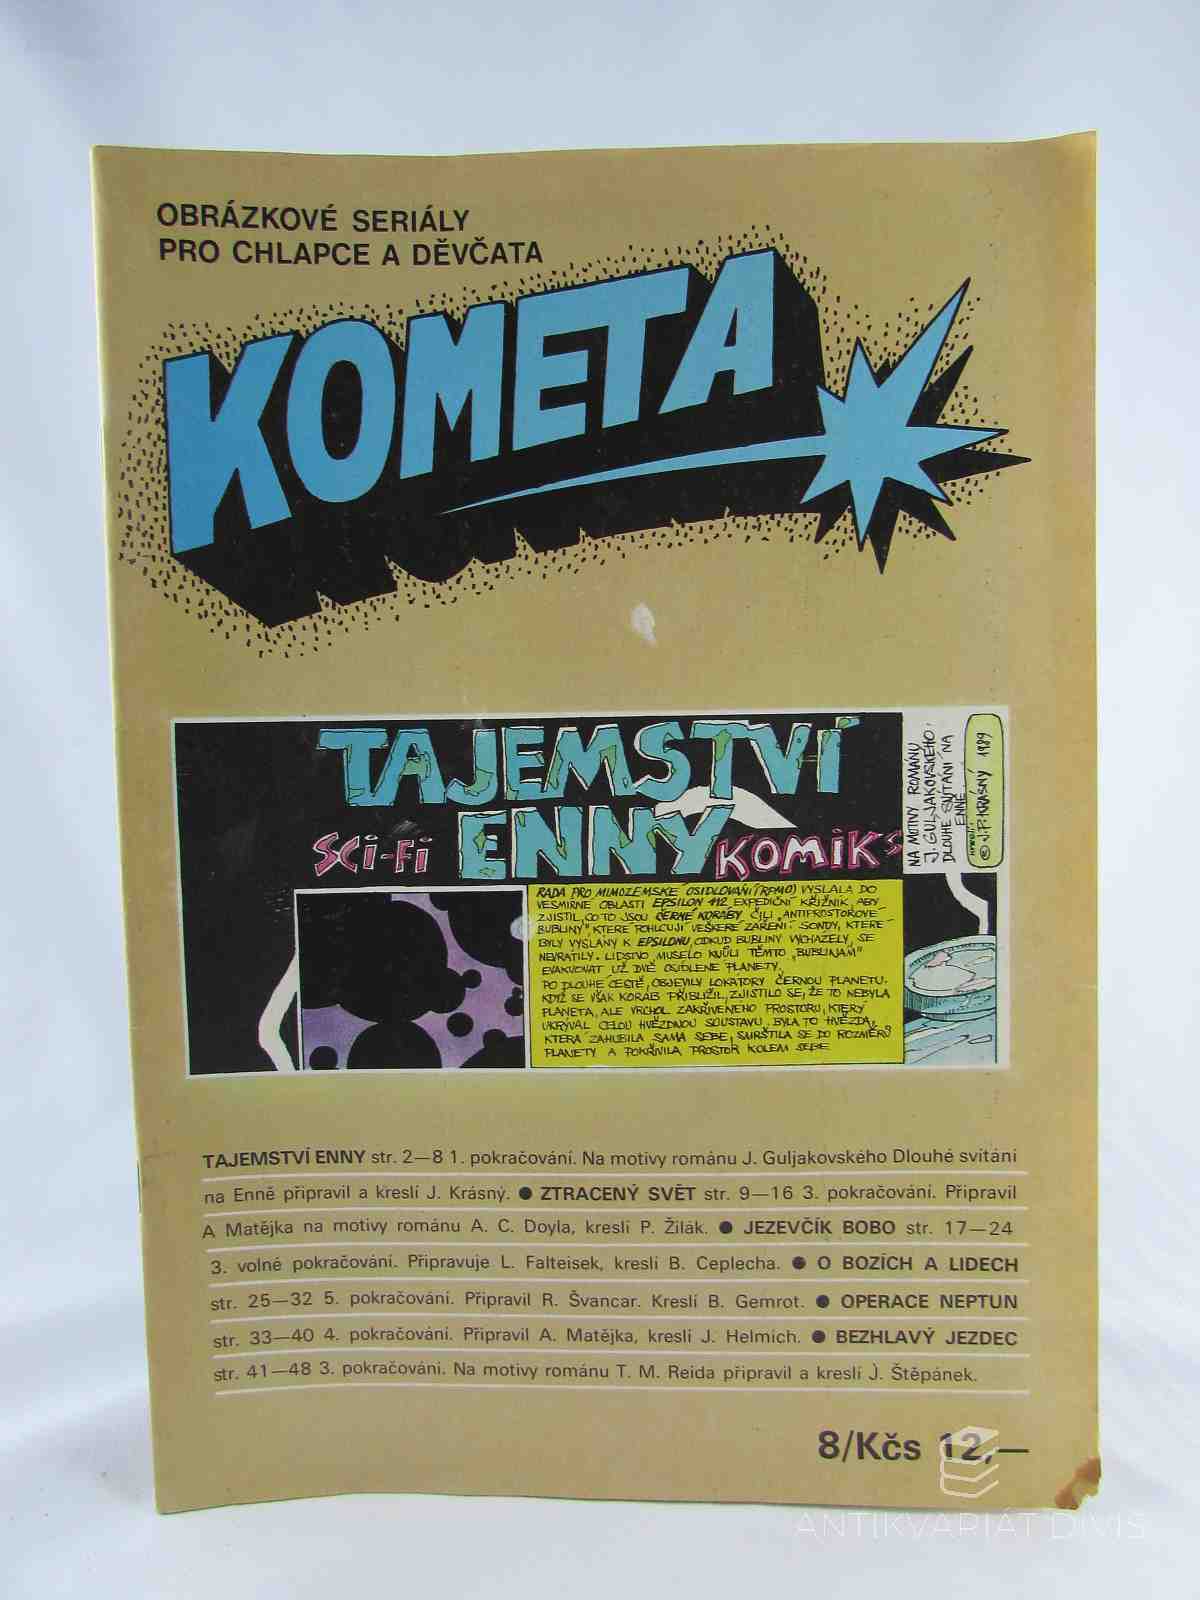 OBRÁZKOVÉ SERIÁLY
PRO CHLAPCE A DĚVČATA
KOMETA
TAJEMSTVÍ
ENNY
SCi-Fi
KOMiKS
NA MOTIVY ROMÁNU
J. GULJAKOVSKÉHO
DLOUHÉ SVÍTÁNÍ NA
ENNĚ
KRESLÍ
© J.P. KRÁSNÝ 1989
RADA PRO MIMOZEMSKÉ OSIDLOVÁNÍ (RPMO) VYSLALA DO
VESMÍRNÉ OBLASTI EPSILON 112 EXPEDIČNÍ KŘIŽNÍK, ABY
ZJISTIL, CO TO JSOU ČERNÉ KORÁBY ČILI „ANTIPROSTOROVÉ
BUBLINY", KTERÉ POHLCUJÍ VEŠKERÉ ZÁŘENÍ. SONDY, KTERÉ
BYLY VYSLÁNY K EPSILONU, ODKUD BUBLINY VYCHÁZELY, SE
NEVRÁTILY. LIDSTVO MUSELO KVŮLI TĚMTO „BUBLINÁM"
EVAKUOVAT UŽ DVĚ OSÍDLENÉ PLANETY.
PO DLOUHÉ CESTĚ, OBJEVILY LOKÁTORY ČERNOU PLANETU.
KDYŽ SE VŠAK KORÁB PŘIBLÍŽIL, ZJISTILO SE, ŽE TO NEBYLA
PLANETA, ALE VRCHOL ZAKŘIVENÉHO PROSTORU, KTERÝ
UKRÝVAL CELOU HVĚZDNOU SOUSTAVU. BYLA TO HVĚZDA,
KTERÁ ZAHUBILA SAMA SEBE, SMRŠTILA SE DO ROZMĚRŮ
PLANETY A POKŘIVILA PROSTOR KOLEM SEBE
TAJEMSTVÍ ENNY str. 2—8 1. pokračování. Na motivy románu J. Guljakovského Dlouhé svítání
na Enně připravil a kreslí J. Krásný. ● ZTRACENÝ SVĚT str. 9—16 3. pokračování. Připravil
A Matějka na motivy románu A. C. Doyla, kreslí P. Žilák. ● JEZEVČÍK BOBO str. 17—24
3. volné pokračování. Připravuje L. Falteisek, kreslí B. Ceplecha. ● O BOZÍCH A LIDECH
str. 25—32 5. pokračování. Připravil R. Švancar. Kreslí B. Gemrot. ● OPERACE NEPTUN
str. 33—40 4. pokračování. Připravil A. Matějka, kreslí J. Helmich. ● BEZHLAVÝ JEZDEC
str. 41—48 3. pokračování. Na motivy románu T. M. Reida připravil a kreslí J. Štěpánek.
8/Kčs 12,—
ANTIKVARIÁT DIVIŠ